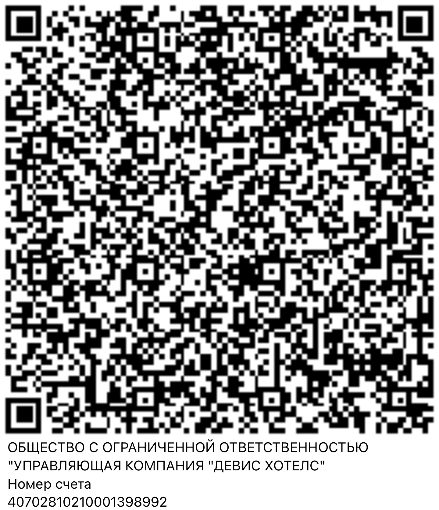 ОБЩЕСТВО С ОГРАНИЧЕННОЙ ОТВЕТСТВЕННОСТЬЮ
"УПРАВЛЯЮЩАЯ КОМПАНИЯ "ДЕВИС ХОТЕЛС"
Номер счета
40702810210001398992